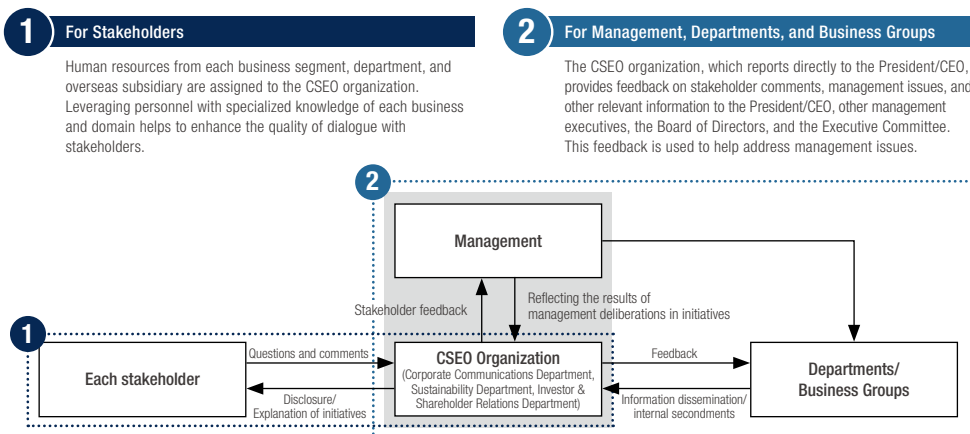 1
For Stakeholders
Human resources from each business segment, department, and
overseas subsidiary are assigned to the CSEO organization.
Leveraging personnel with specialized knowledge of each business
and domain helps to enhance the quality of dialogue with
stakeholders.
2
For Management, Departments, and Business Groups
The CSEO organization, which reports directly to the President/CEO,
provides feedback on stakeholder comments, management issues, and
other relevant information to the President/CEO, other management
executives, the Board of Directors, and the Executive Committee.
This feedback is used to help address management issues.
2
Management
Stakeholder feedback
Reflecting the results of
management deliberations in initiatives
1
Each stakeholder
Questions and comments
Disclosure/
Explanation of initiatives
CSEO Organization
(Corporate Communications Department,
Sustainability Department, Investor &
Shareholder Relations Department)
Feedback
Information dissemination/
internal secondments
Departments/
Business Groups